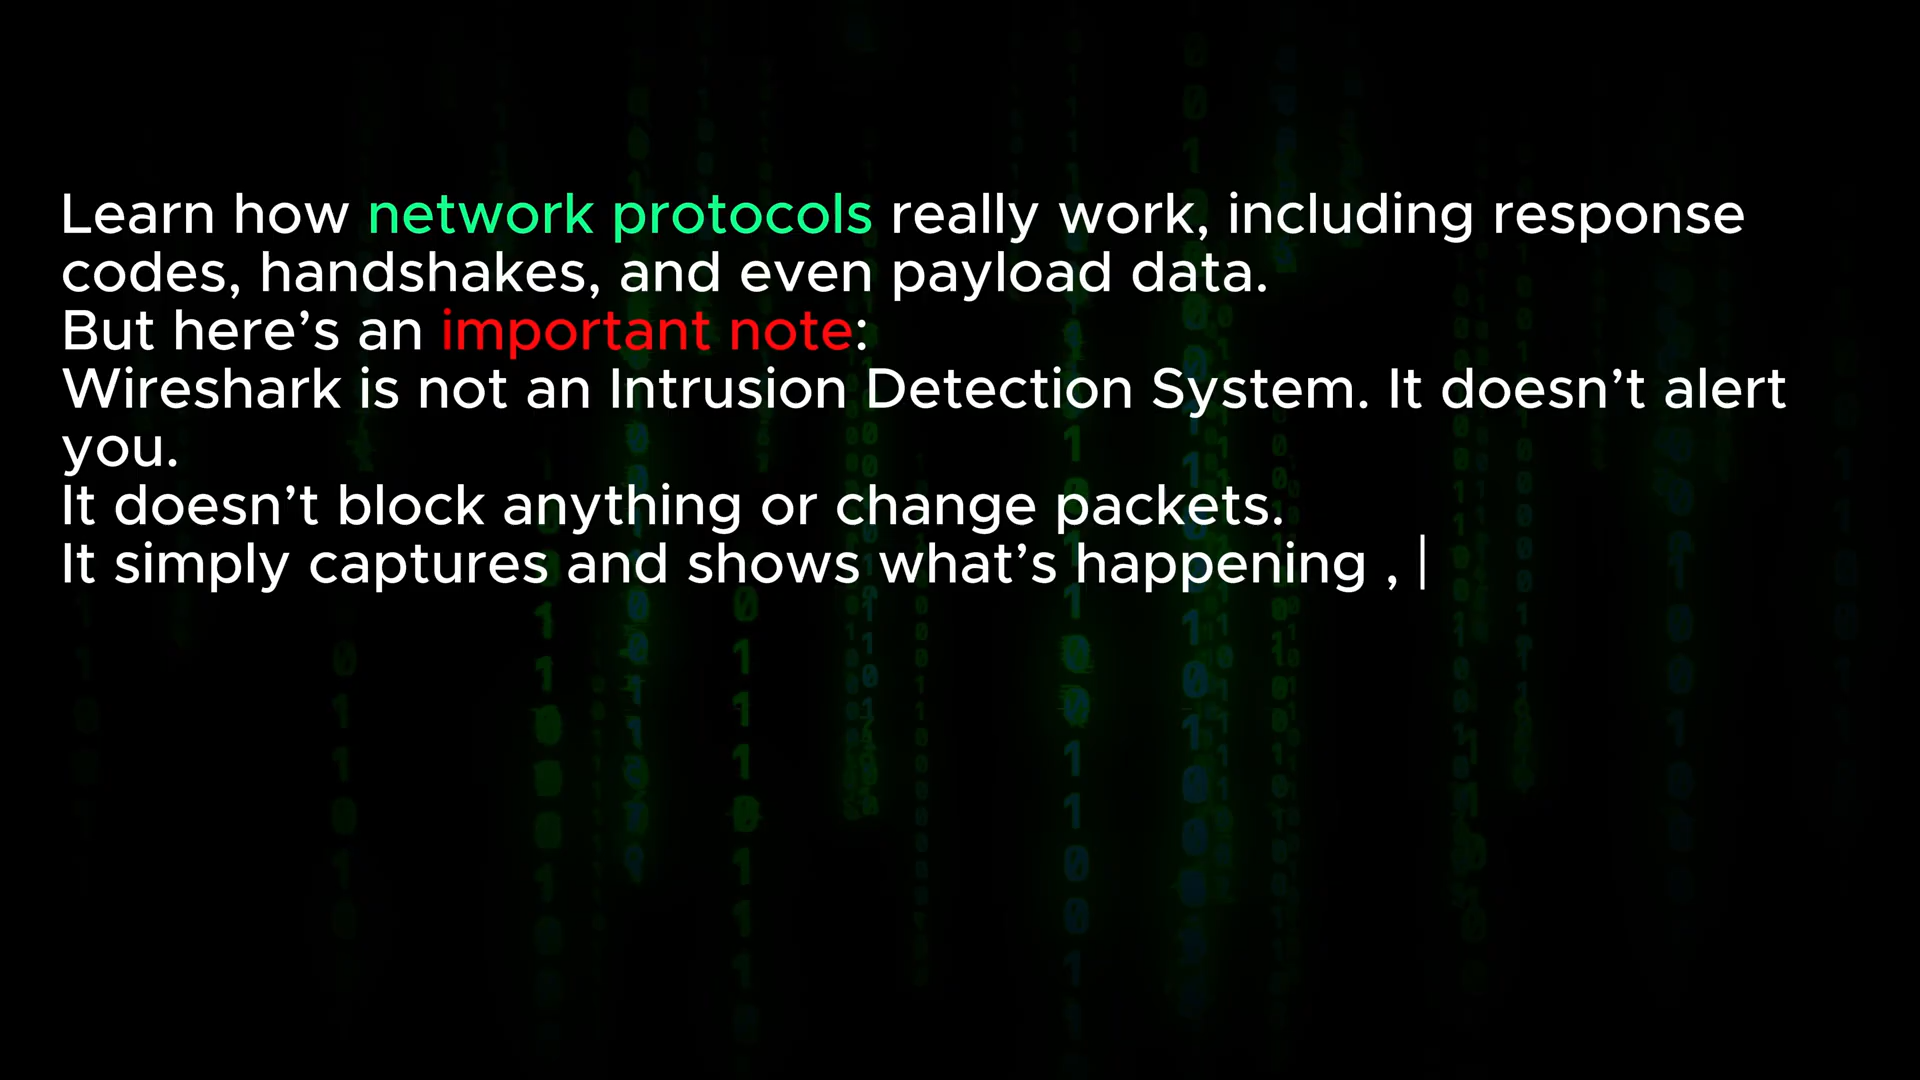 Learn how network protocols really work, including response
codes, handshakes, and even payload data.
But here’s an important note:
Wireshark is not an Intrusion Detection System. It doesn’t alert
you.
It doesn’t block anything or change packets.
It simply captures and shows what’s happening ,